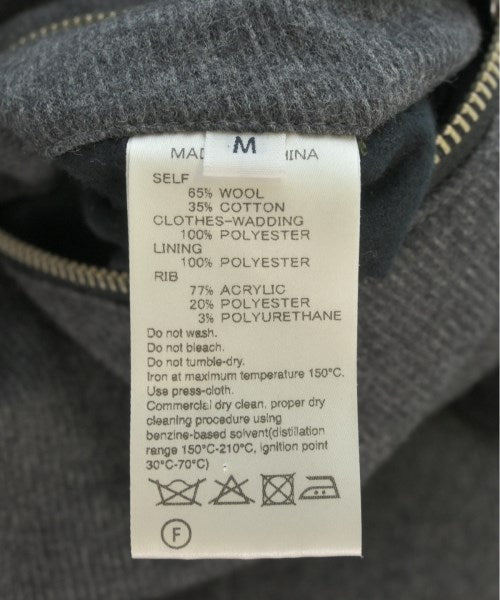 M
MA INA
SELF
65% WOOL
35% COTTON
CLOTHES-WADDING
100% POLYESTER
LINING
100% POLYESTER
RIB
77% ACRYLIC
20% POLYESTER
3% POLYURETHANE
Do not wash.
Do not bleach.
Do not tumble-dry.
Iron at maximum temperature 150°C.
Use press-cloth.
Commercial dry clean, proper dry
cleaning procedure using
benzine-based solvent(distillation
range 150°C-210°C, ignition point
30°C-70°C)
F